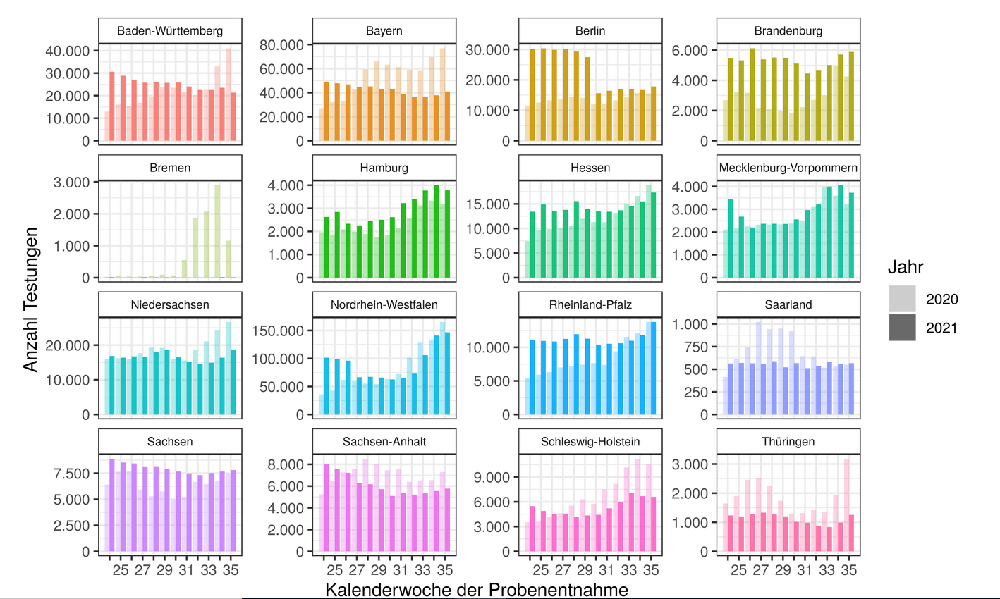 Baden-Württemberg Bayern Berlin Brandenburg
40.000 80.000 30.000 6.000
30.000 60.000 20.000 4.000
20.000 40.000 10.000 2.000
10.000 20.000 0 0
0 0
Bremen Hamburg Hessen Mecklenburg-Vorpommern
3.000 4.000 15.000 4.000
2.000 3.000 10.000 3.000
1.000 2.000 5.000 2.000
0 1.000 0 1.000
0 0
Niedersachsen Nordrhein-Westfalen Rheinland-Pfalz Saarland
20.000 150.000 10.000 1.000
10.000 100.000 5.000 750
0 50.000 0 500
0 250
0
Sachsen Sachsen-Anhalt Schleswig-Holstein Thüringen
7.500 8.000 9.000 3.000
5.000 6.000 6.000 2.000
2.500 4.000 3.000 1.000
0 2.000 0 0
0
25 27 29 31 33 35 25 27 29 31 33 35 25 27 29 31 33 35 25 27 29 31 33 35
Kalenderwoche der Probenentnahme
Anzahl Testungen
Jahr
2020
2021